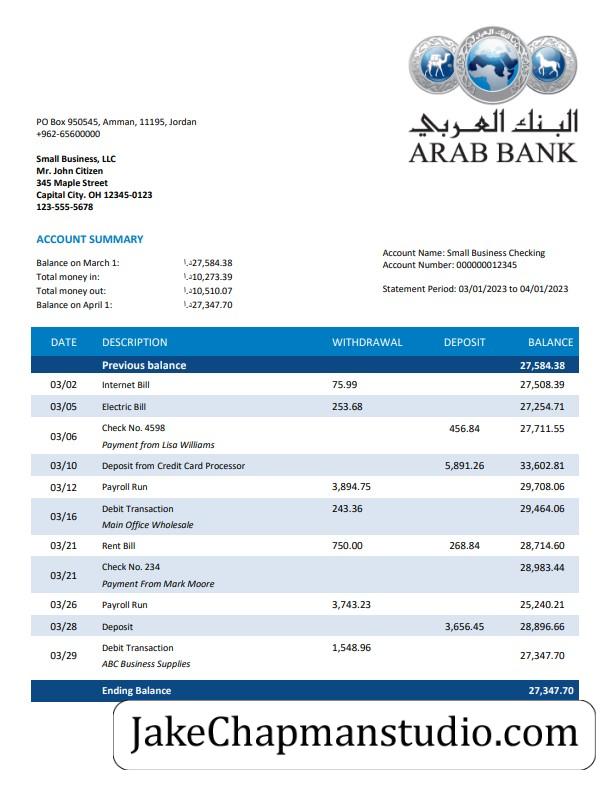 البنك العربي
ARAB BANK
PO Box 950545, Amman, 11195, Jordan
+962-65600000
Small Business, LLC
Mr. John Citizen
345 Maple Street
Capital City. OH 12345-0123
123-555-5678
ACCOUNT SUMMARY
Balance on March 1: 27,584.38
Total money in: 10,273.39
Total money out: 10,510.07
Balance on April 1: 27,347.70
Account Name: Small Business Checking
Account Number: 000000012345
Statement Period: 03/01/2023 to 04/01/2023
DATE DESCRIPTION WITHDRAWAL DEPOSIT BALANCE
Previous balance 27,584.38
03/02 Internet Bill 75.99 27,508.39
03/05 Electric Bill 253.68 27,254.71
03/06 Check No. 4598 456.84 27,711.55
Payment from Lisa Williams
03/10 Deposit from Credit Card Processor 5,891.26 33,602.81
03/12 Payroll Run 3,894.75 29,708.06
03/16 Debit Transaction 243.36 29,464.06
Main Office Wholesale
03/21 Rent Bill 750.00 268.84 28,714.60
03/21 Check No. 234 28,983.44
Payment From Mark Moore
03/26 Payroll Run 3,743.23 25,240.21
03/28 Deposit 3,656.45 28,896.66
03/29 Debit Transaction 1,548.96 27,347.70
ABC Business Supplies
Ending Balance 27,347.70
JakeChapmanstudio.com